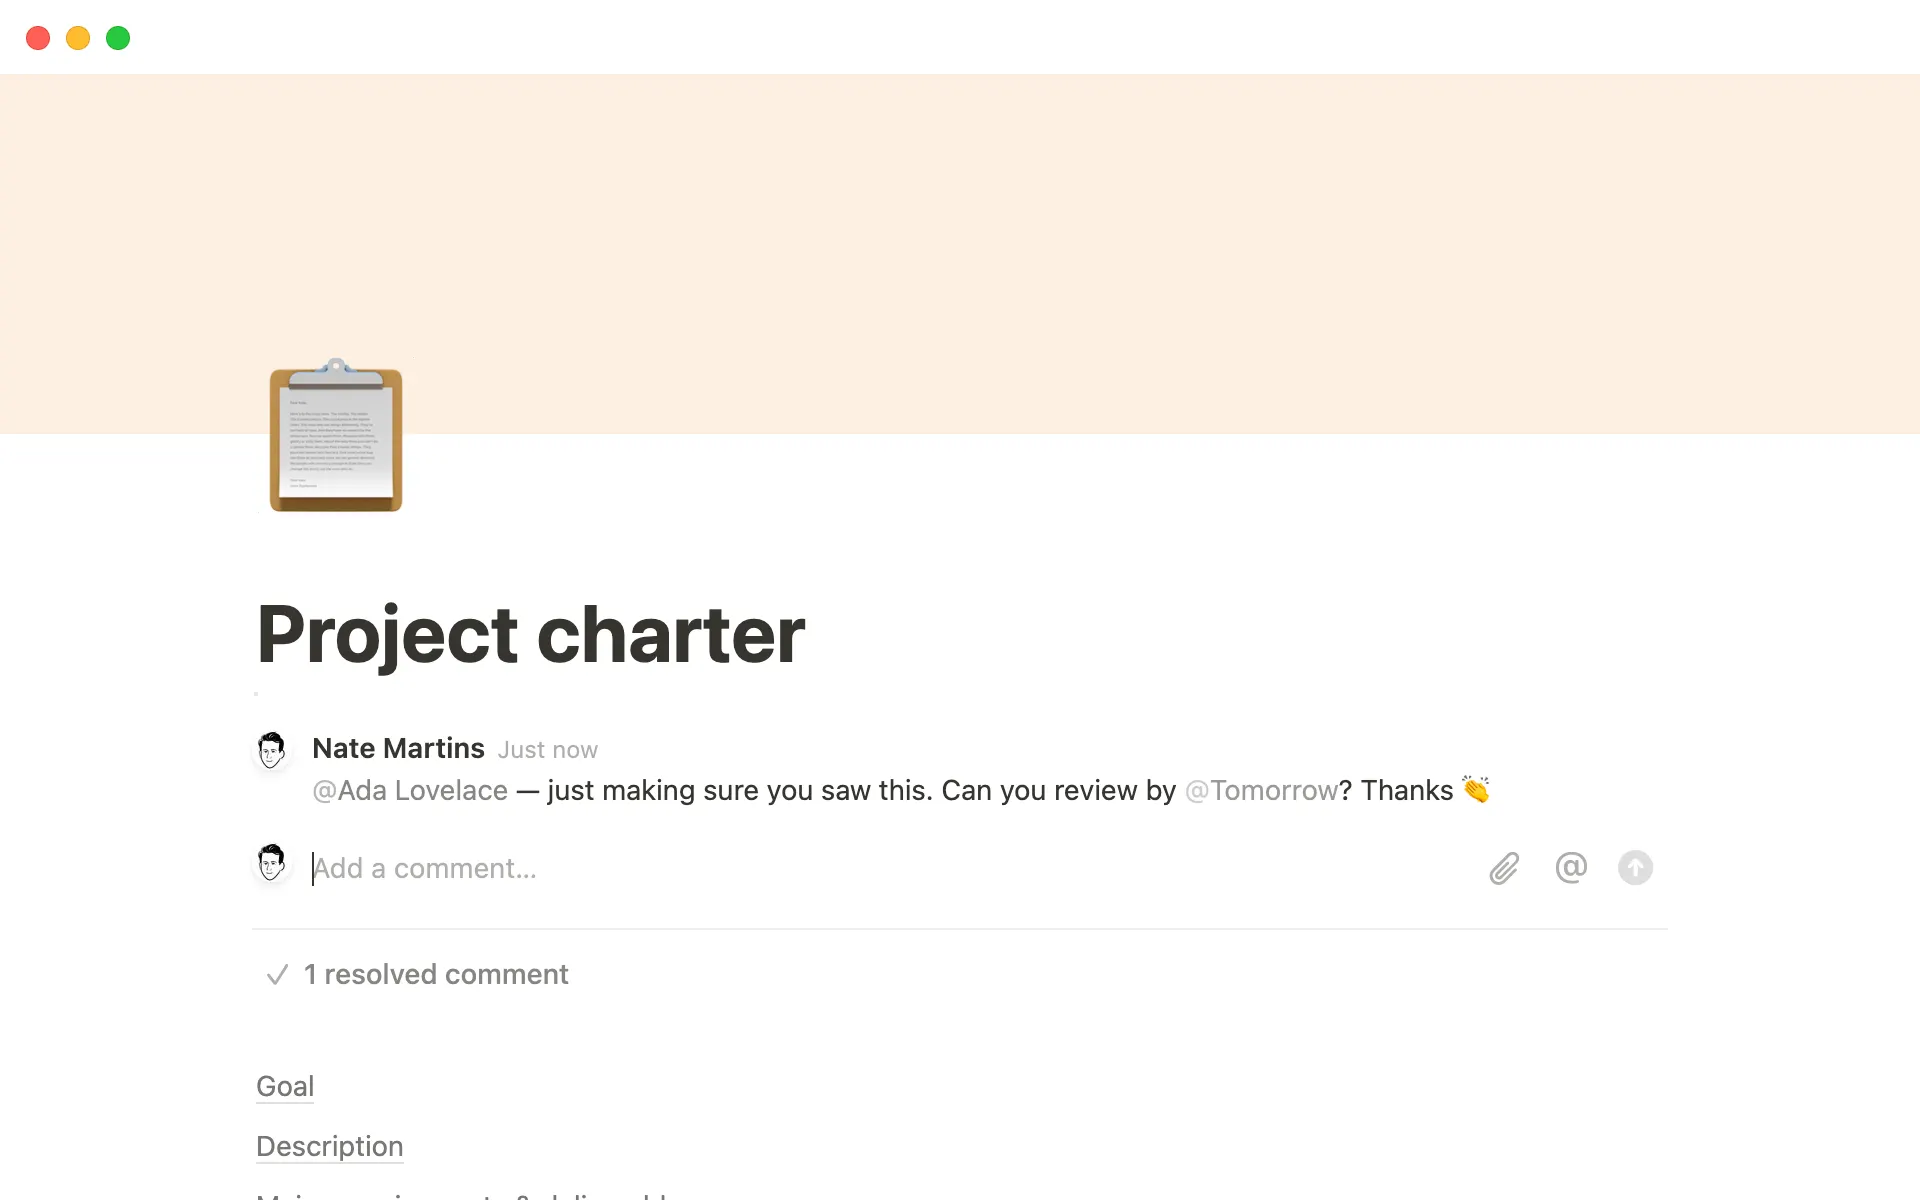 Project charter
Nate Martins Just now
@Ada Lovelace — just making sure you saw this. Can you review by @Tomorrow? Thanks 👏
Add a comment...
@
1 resolved comment
Goal
Description